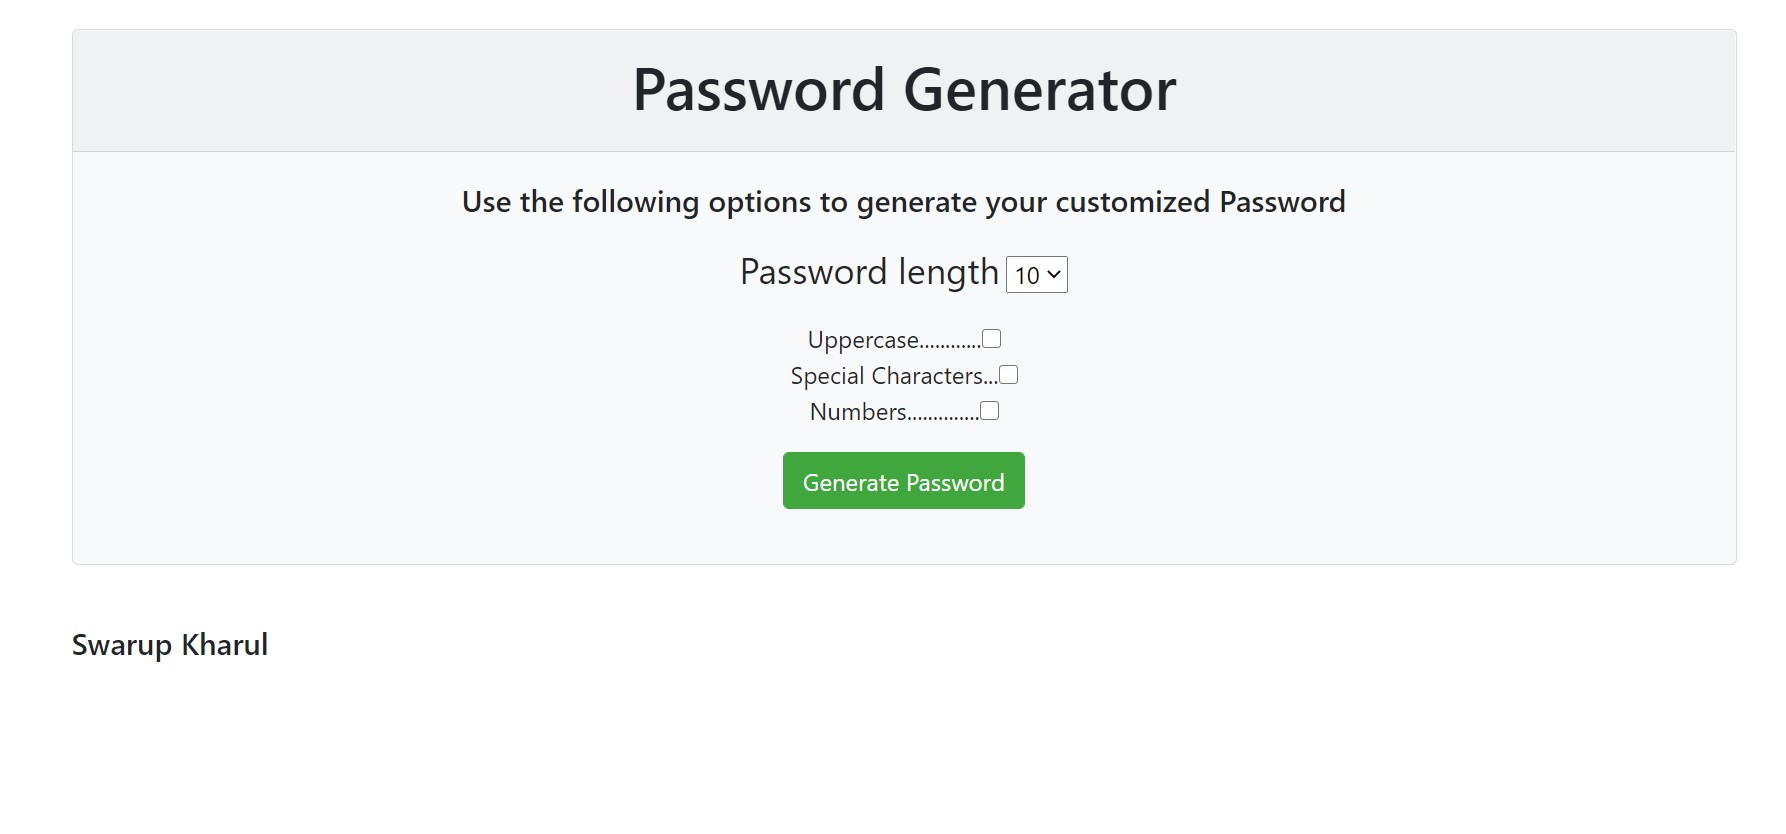 Password Generator
Use the following options to generate your customized Password
Password length 10
Uppercase............
Special Characters...
Numbers..............
Generate Password
Swarup Kharul